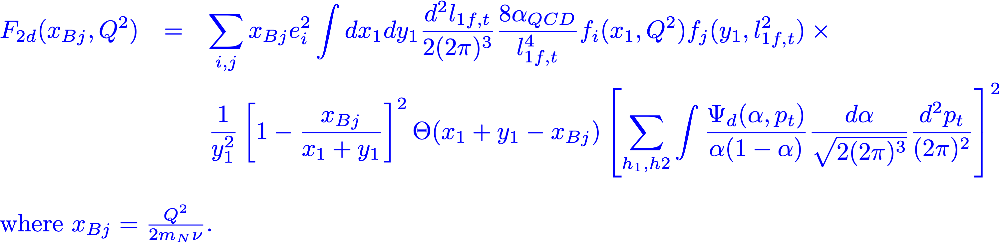 F_{2d}(x_{Bj}, Q^2) = \sum_{i,j} x_{Bj} e_i^2 \int dx_1 dy_1 \frac{d^2 l_{1f,t}}{2(2\pi)^3} \frac{8\alpha_{QCD}}{l_{1f,t}^4} f_i(x_1, Q^2) f_j(y_1, l_{1f,t}^2) \times
\frac{1}{y_1^2} \left[ 1 - \frac{x_{Bj}}{x_1 + y_1} \right]^2 \Theta(x_1 + y_1 - x_{Bj}) \left[ \sum_{h_1,h2} \int \frac{\Psi_d(\alpha, p_t)}{\alpha(1-\alpha)} \frac{d\alpha}{\sqrt{2(2\pi)^3}} \frac{d^2 p_t}{(2\pi)^2} \right]^2
where x_{Bj} = \frac{Q^2}{2m_N\nu}.